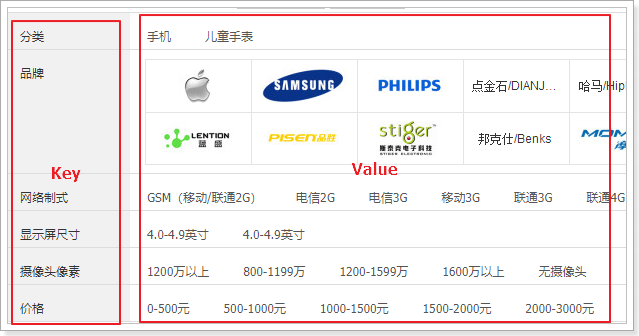 分类 手机 儿童手表
品牌 SAMSUNG PHILIPS 点金石/DIANJ... 哈马/Hip
LENTION 蓝盛 PISEN品胜 stiger 斯泰克电子科技 STIGER ELECTRONIC 邦克仕/Benks MOM
Key Value
网络制式 GSM（移动/联通2G） 电信2G 电信3G 移动3G 联通3G 联通4G
显示屏尺寸 4.0-4.9英寸 4.0-4.9英寸
摄像头像素 1200万以上 800-1199万 1200-1599万 1600万以上 无摄像头
价格 0-500元 500-1000元 1000-1500元 1500-2000元 2000-3000元